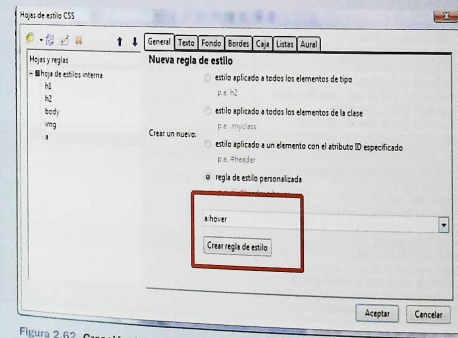 Hojas de estilo CSS
General Texto Fondo Bordes Caja Listas Aural
Hojas y reglas
hoja de estilos interna
h1
h2
body
img
a
Nueva regla de estilo
Crear un nuevo:
estilo aplicado a todos los elementos de tipo
p.e. h2
estilo aplicado a todos los elementos de la clase
p.e. .myclass
estilo aplicado a un elemento con el atributo ID especificado
p.e. #header
regla de estilo personalizada
a:hover
Crear regla de estilo
Aceptar Cancelar
Figura 2.62.